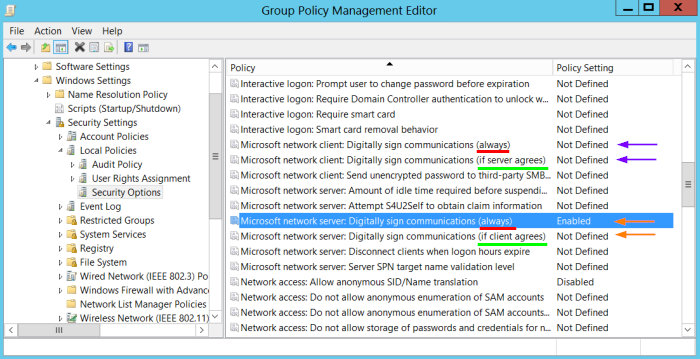 Group Policy Management Editor
File Action View Help
Policy
Policy Setting
Software Settings
Windows Settings
Name Resolution Policy
Scripts (Startup/Shutdown)
Security Settings
Account Policies
Local Policies
Audit Policy
User Rights Assignment
Security Options
Event Log
Restricted Groups
System Services
Registry
File System
Wired Network (IEEE 802.3) Po
Windows Firewall with Advanc
Network List Manager Policies
Wireless Network (IEEE 802.11)
Interactive logon: Prompt user to change password before expiration Not Defined
Interactive logon: Require Domain Controller authentication to unlock w... Not Defined
Interactive logon: Require smart card Not Defined
Interactive logon: Smart card removal behavior Not Defined
Microsoft network client: Digitally sign communications (always) Not Defined
Microsoft network client: Digitally sign communications (if server agrees) Not Defined
Microsoft network client: Send unencrypted password to third-party SMB... Not Defined
Microsoft network server: Amount of idle time required before suspendi... Not Defined
Microsoft network server: Attempt S4U2Self to obtain claim information Not Defined
Microsoft network server: Digitally sign communications (always) Enabled
Microsoft network server: Digitally sign communications (if client agrees) Not Defined
Microsoft network server: Disconnect clients when logon hours expire Not Defined
Microsoft network server: Server SPN target name validation level Not Defined
Network access: Allow anonymous SID/Name translation Disabled
Network access: Do not allow anonymous enumeration of SAM accounts Not Defined
Network access: Do not allow anonymous enumeration of SAM accounts... Not Defined
Network access: Do not allow storage of passwords and credentials for n... Not Defined